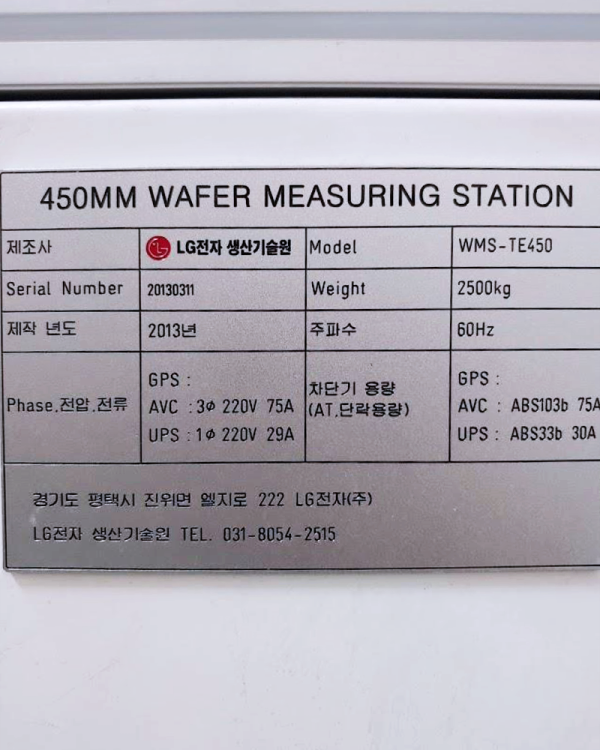 450MM WAFER MEASURING STATION
제조사 LG전자 생산기술원 Model WMS-TE450
Serial Number 20130311 Weight 2500kg
제작 년도 2013년 주파수 60Hz
Phase.전압.전류
GPS :
AVC : 3Ø 220V 75A
UPS : 1Ø 220V 29A
차단기 용량
(AT.단락용량)
GPS :
AVC : ABS103b 75A
UPS : ABS33b 30A
경기도 평택시 진위면 엘지로 222 LG전자(주)
LG전자 생산기술원 TEL. 031-8054-2515